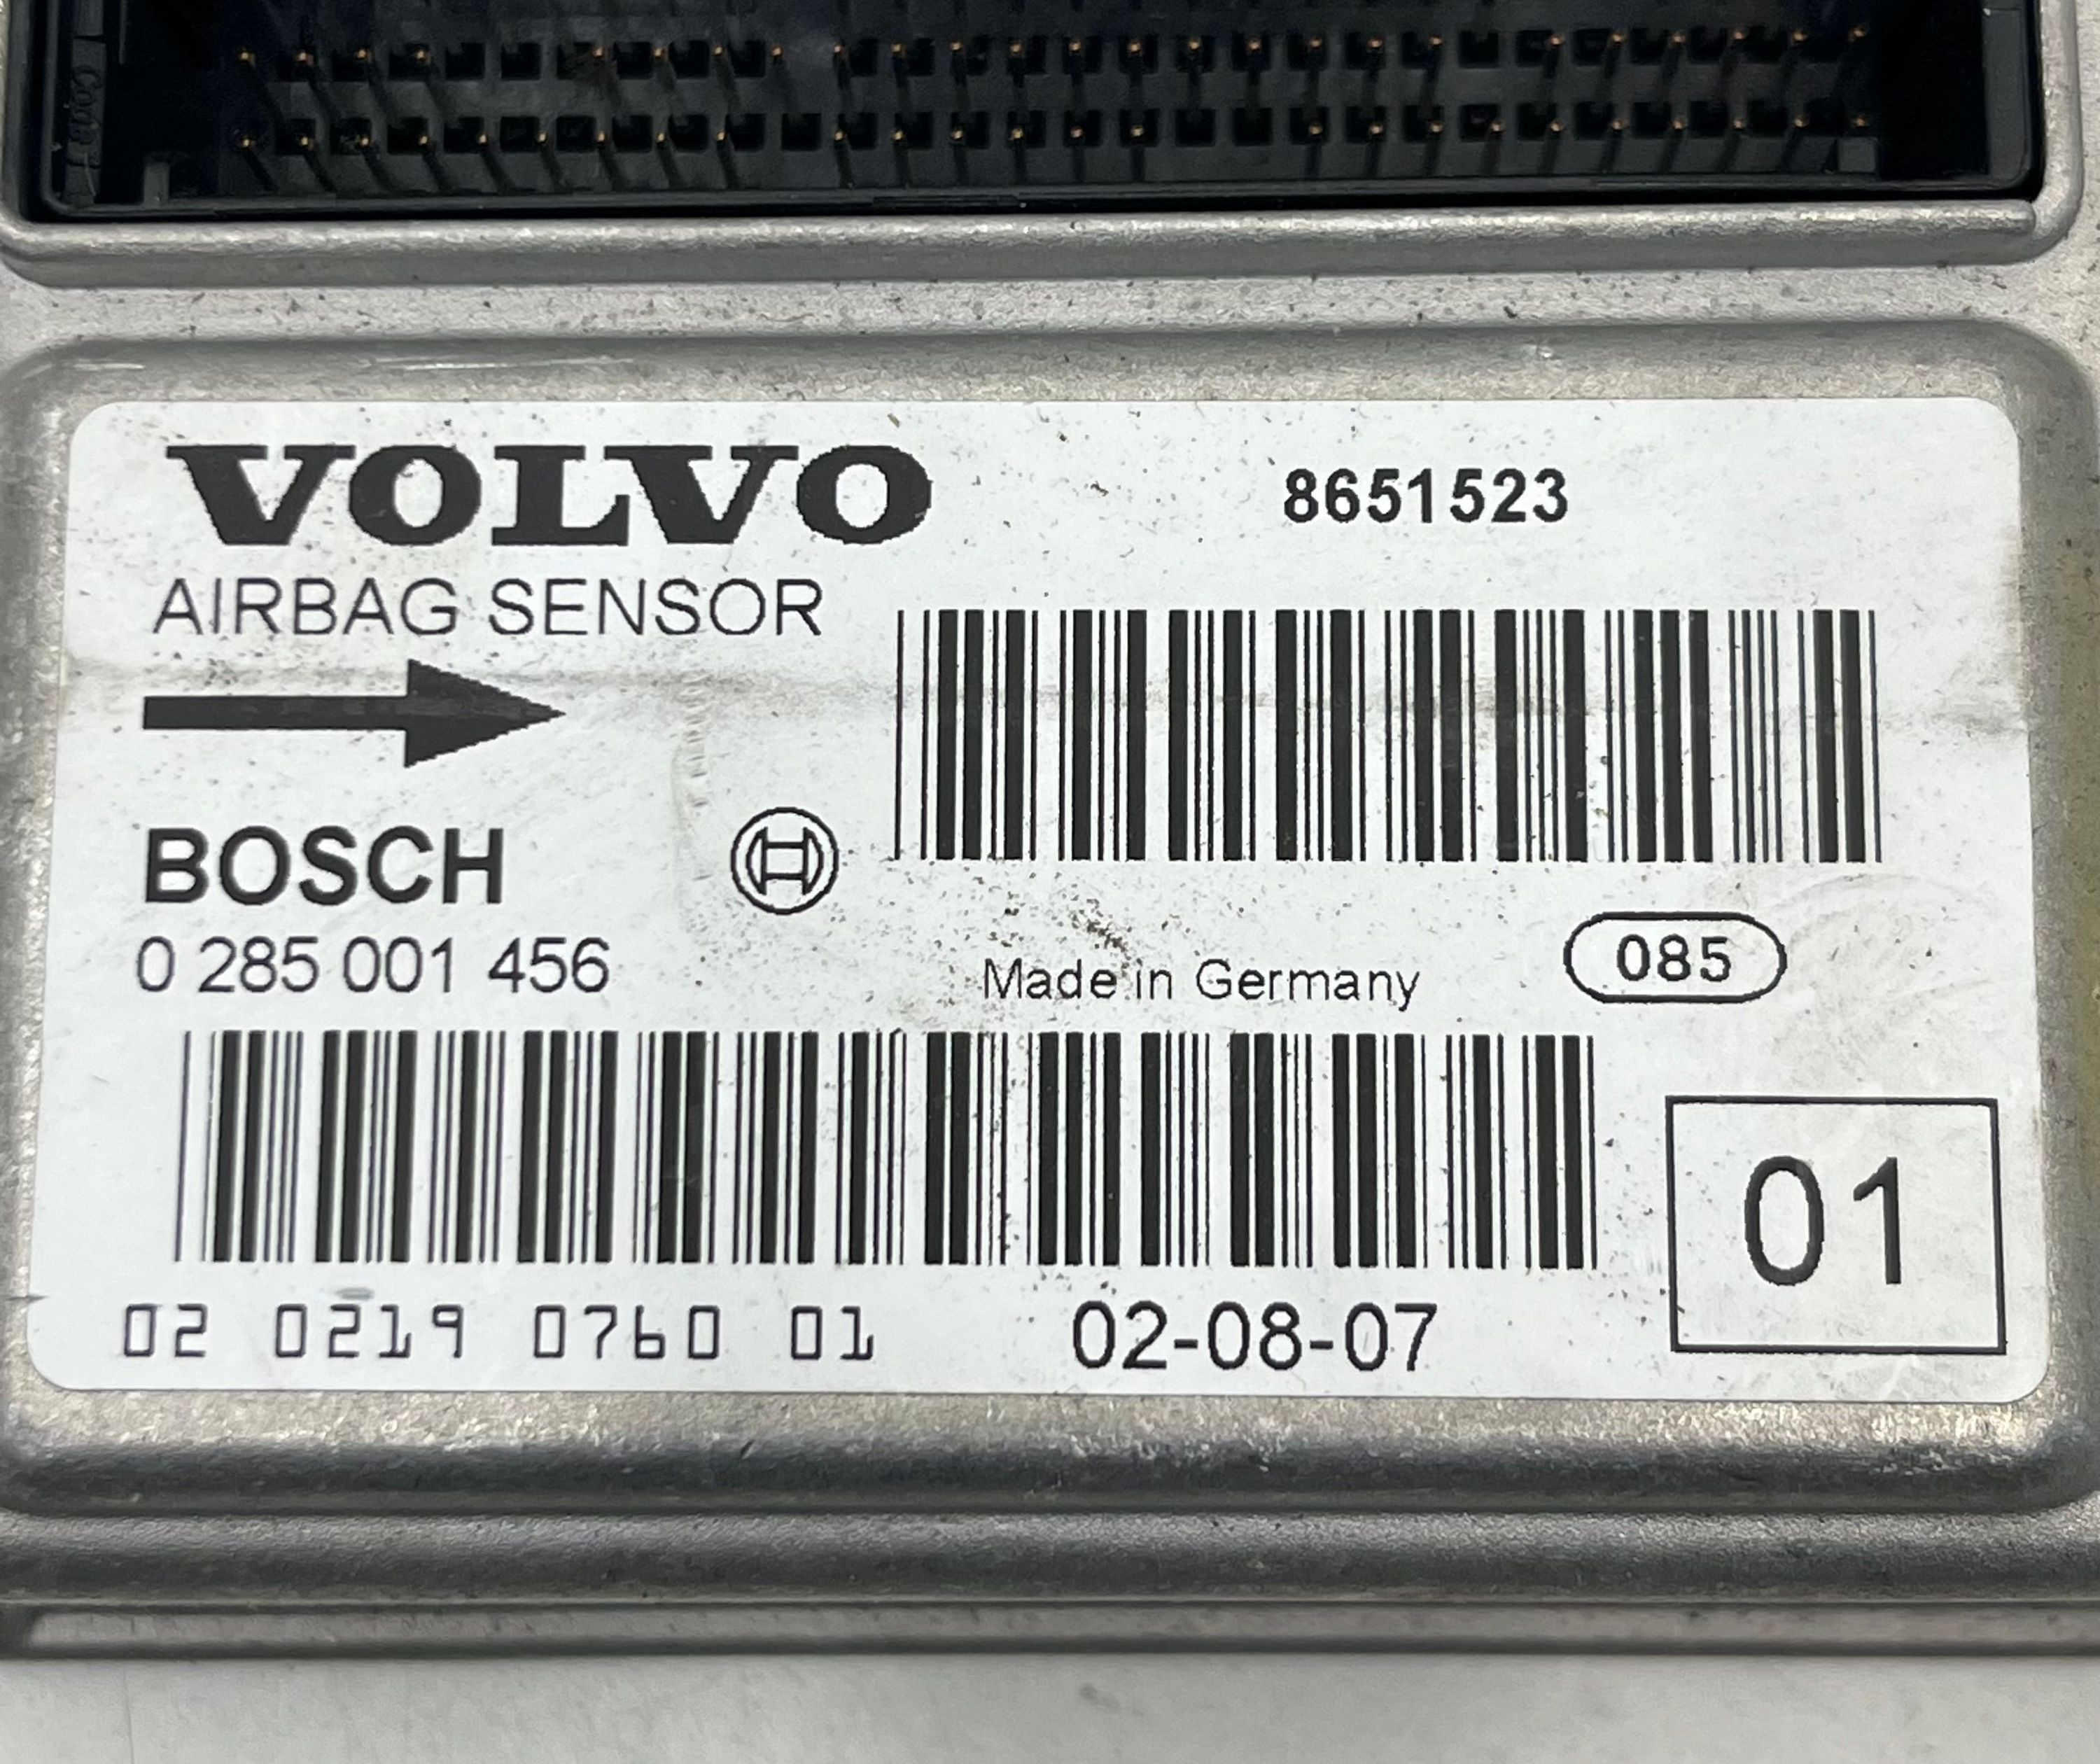 VOLVO
8651523
AIRBAG SENSOR
BOSCH
0 285 001 456
Made in Germany
085
01
02 0219 0760 01
02-08-07